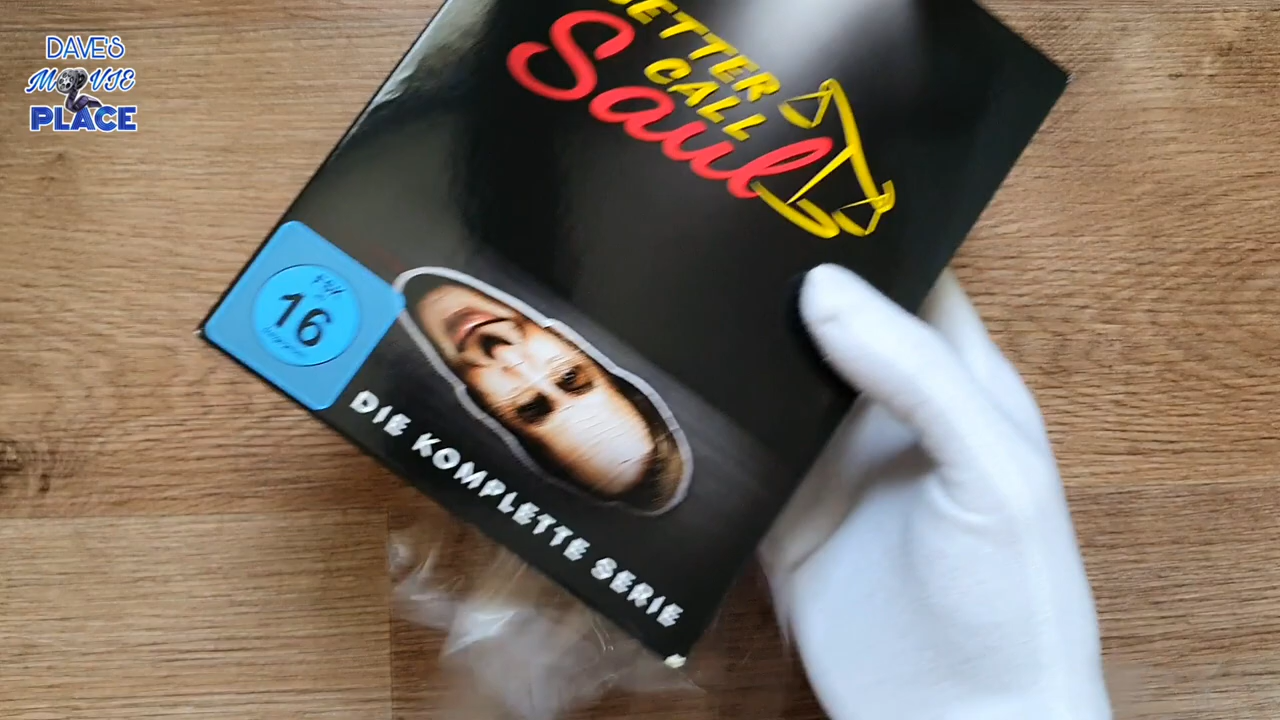 DAVE'S
MOVIE
PLACE
BETTER
CALL
Saul
16
DIE KOMPLETTE SERIE